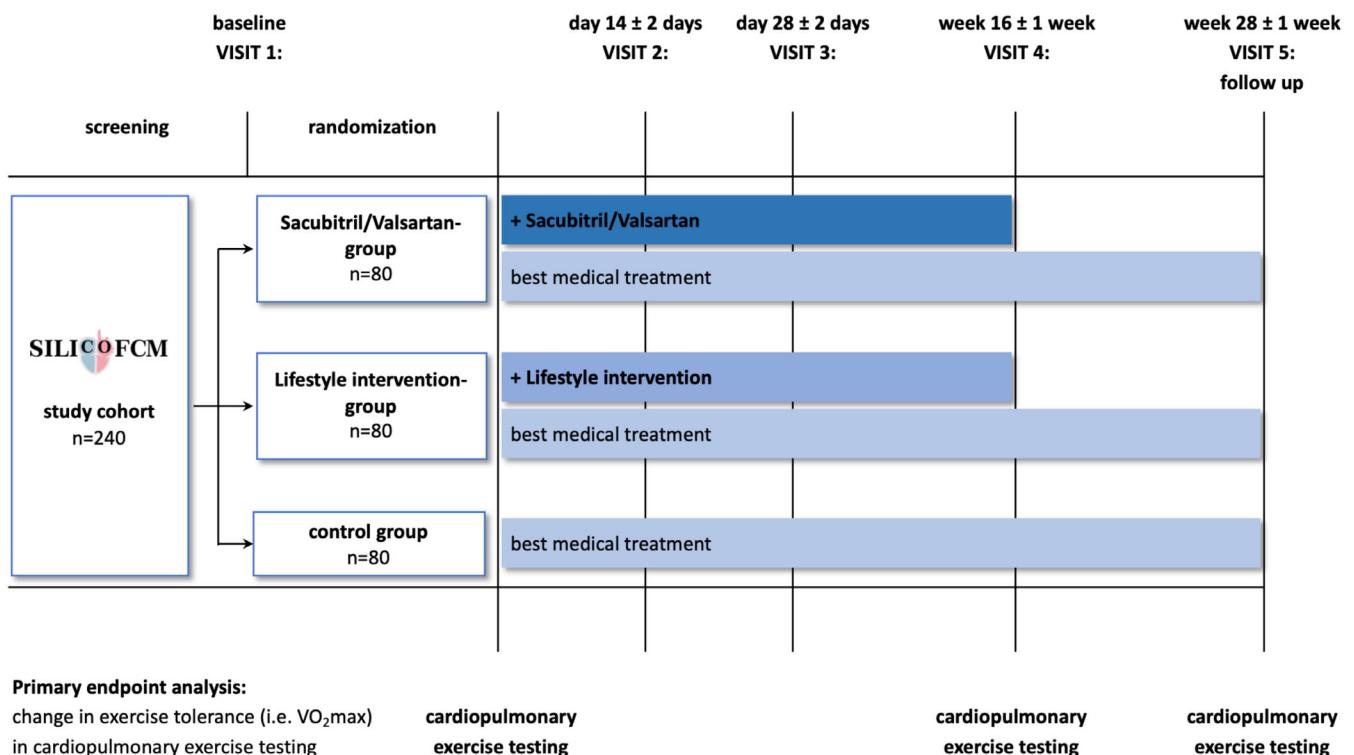 baseline
VISIT 1:
day 14 ± 2 days
VISIT 2:
day 28 ± 2 days
VISIT 3:
week 16 ± 1 week
VISIT 4:
week 28 ± 1 week
VISIT 5:
follow up
screening
randomization
SILICOFCM
study cohort
n=240
Sacubitril/Valsartan-
group
n=80
+ Sacubitril/Valsartan
best medical treatment
Lifestyle intervention-
group
n=80
+ Lifestyle intervention
best medical treatment
control group
n=80
best medical treatment
Primary endpoint analysis:
change in exercise tolerance (i.e. VO₂max)
in cardiopulmonary exercise testing
cardiopulmonary
exercise testing
cardiopulmonary
exercise testing
cardiopulmonary
exercise testing